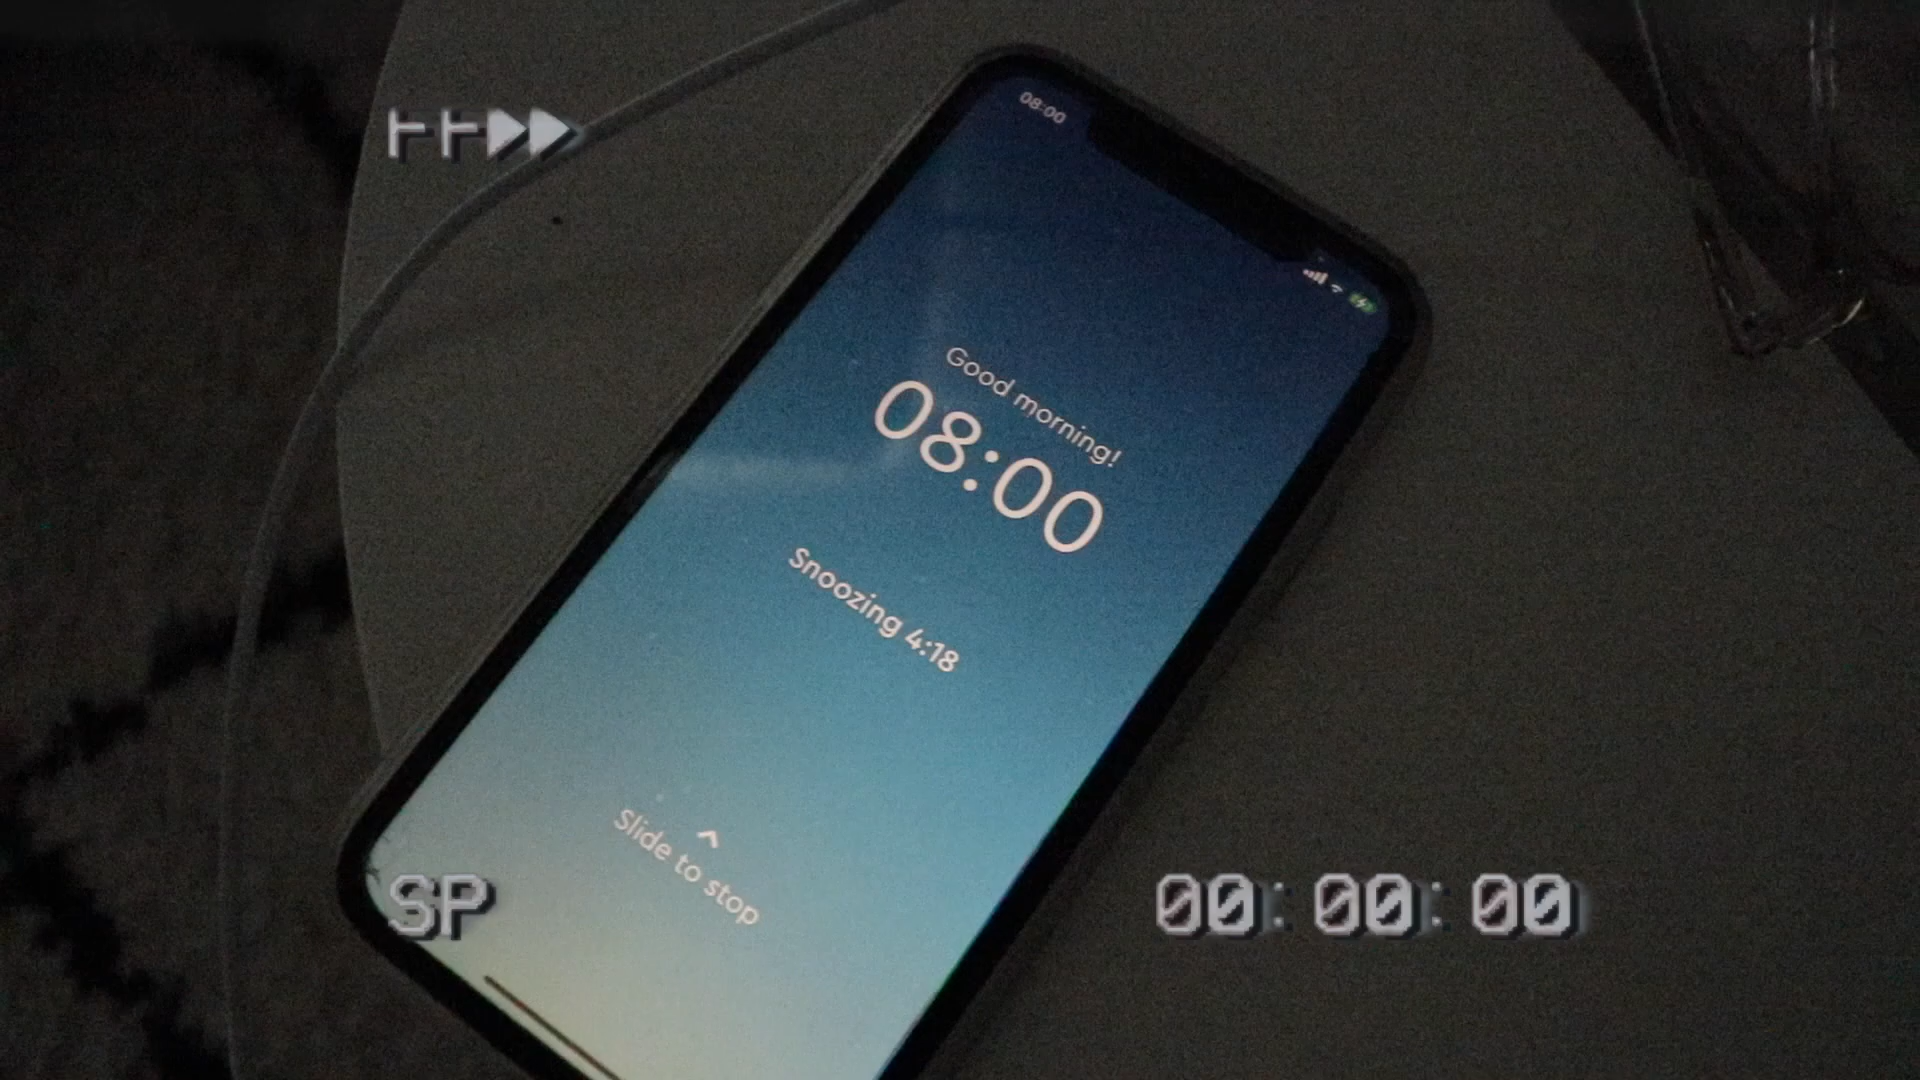 08:00
FF
Good morning!
08:00
Snoozing 4:18
Slide to stop
SP
00:00:00